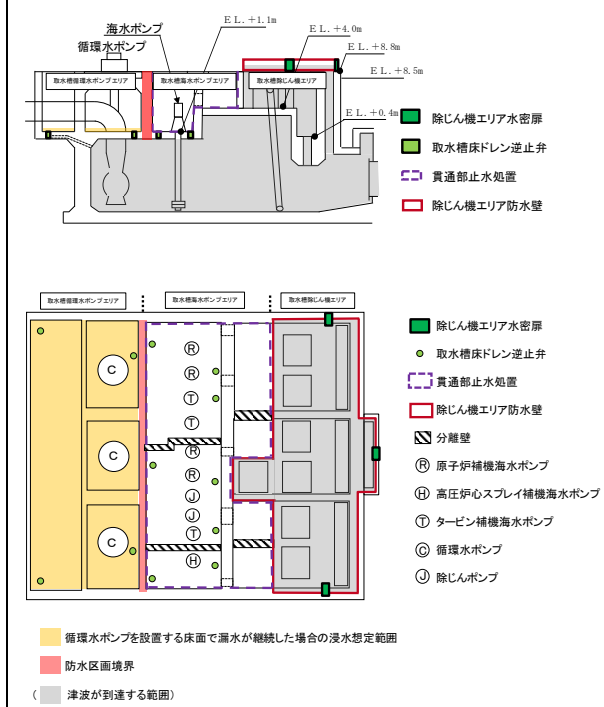 海水ポンプ
循環水ポンプ
EL.+1.1m
EL.+4.0m
EL.+8.8m
EL.+8.5m
EL.+0.4m
取水槽循環水ポンプエリア
取水槽海水ポンプエリア
取水槽除じん機エリア
除じん機エリア水密扉
取水槽床ドレン逆止弁
貫通部止水処置
除じん機エリア防水壁
取水槽循環水ポンプエリア
取水槽海水ポンプエリア
取水槽除じん機エリア
C
C
C
R
R
T
T
R
R
J
J
T
H
除じん機エリア水密扉
取水槽床ドレン逆止弁
貫通部止水処置
除じん機エリア防水壁
分離壁
R 原子炉補機海水ポンプ
H 高圧炉心スプレイ補機海水ポンプ
T タービン補機海水ポンプ
C 循環水ポンプ
J 除じんポンプ
循環水ポンプを設置する床面で漏水が継続した場合の浸水想定範囲
防水区画境界
( 津波が到達する範囲)